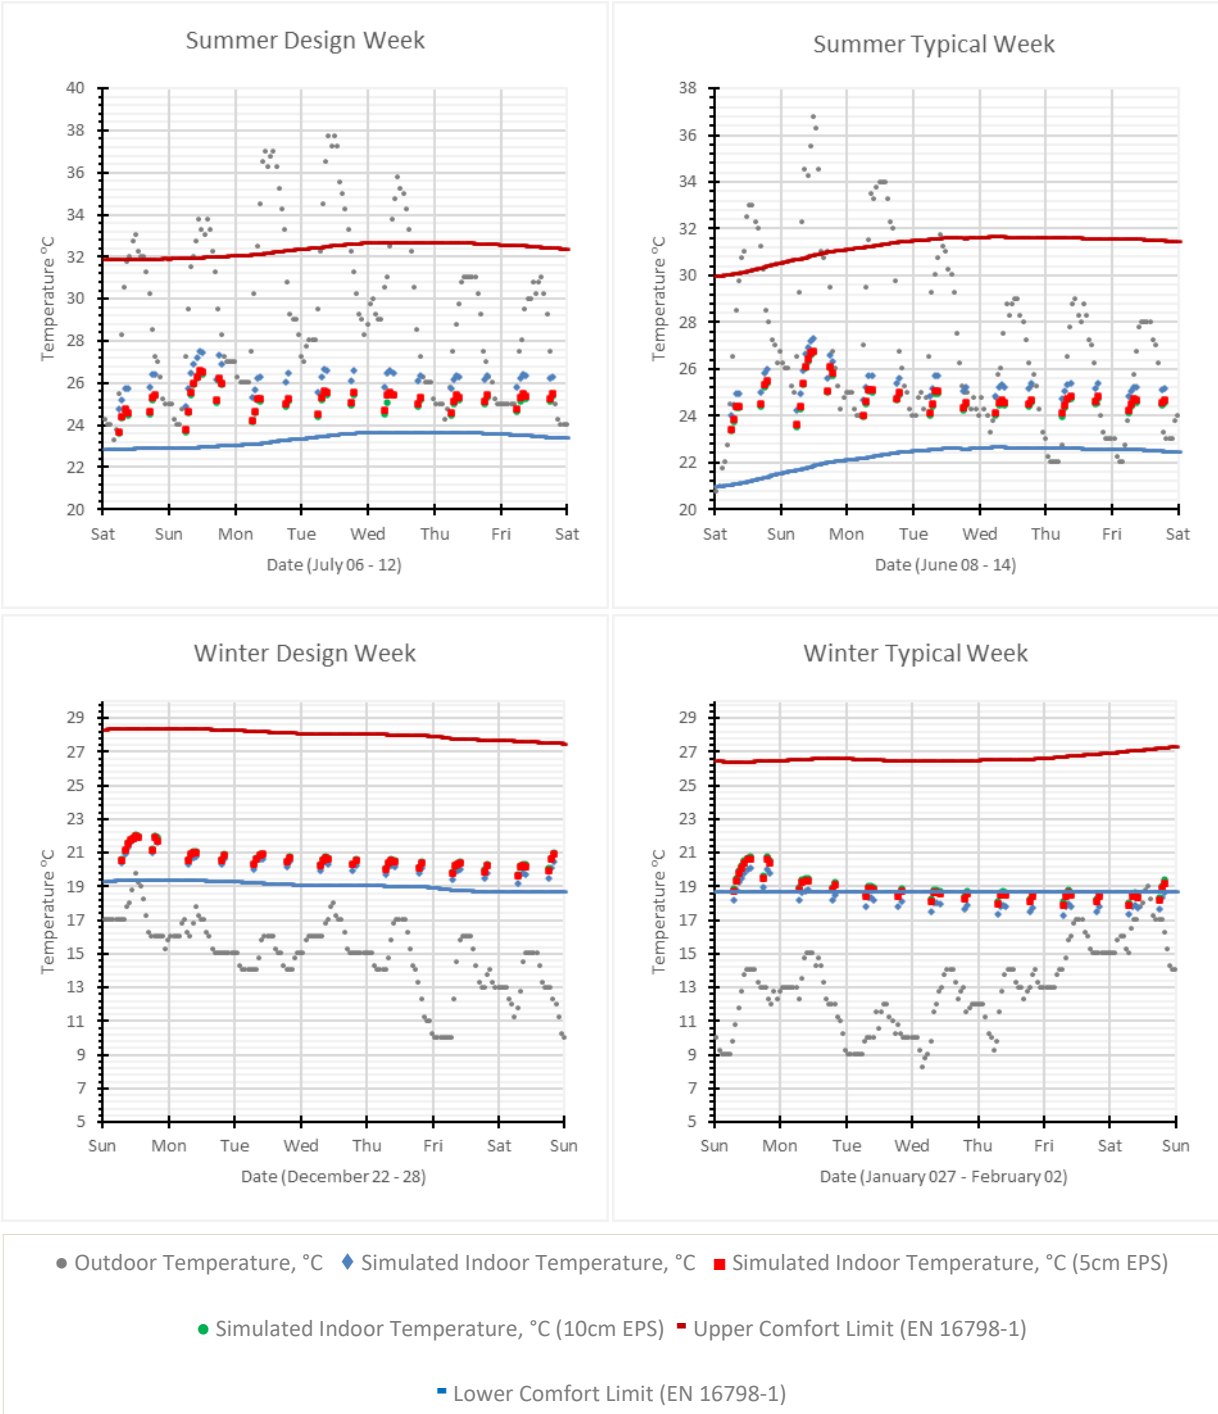 Summer Design Week
Temperature °C
40
38
36
34
32
30
28
26
24
22
20
Sat Sun Mon Tue Wed Thu Fri Sat
Date (July 06 - 12)
Summer Typical Week
Temperature °C
38
36
34
32
30
28
26
24
22
20
Sat Sun Mon Tue Wed Thu Fri Sat
Date (June 08 - 14)
Winter Design Week
Temperature °C
29
27
25
23
21
19
17
15
13
11
9
7
5
Sun Mon Tue Wed Thu Fri Sat Sun
Date (December 22 - 28)
Winter Typical Week
Temperature °C
29
27
25
23
21
19
17
15
13
11
9
7
5
Sun Mon Tue Wed Thu Fri Sat Sun
Date (January 027 - February 02)
Outdoor Temperature, °C Simulated Indoor Temperature, °C Simulated Indoor Temperature, °C (5cm EPS)
Simulated Indoor Temperature, °C (10cm EPS) Upper Comfort Limit (EN 16798-1)
Lower Comfort Limit (EN 16798-1)